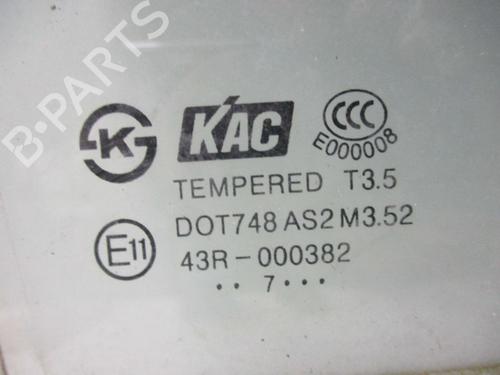 B-PARTS
K KAC CCC
E000008
TEMPERED T3.5
DOT748 AS2 M3.52
E11 43R-000382
•• 7 •••